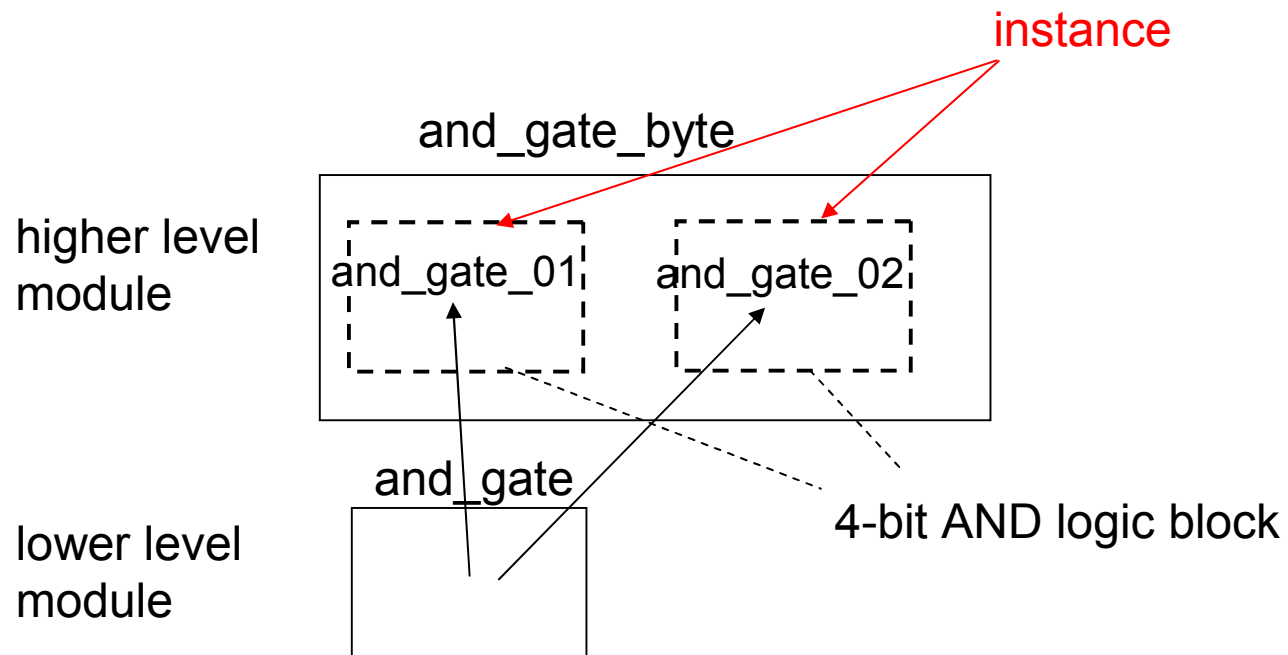 instance
and_gate_byte
higher level
module
and_gate_01
and_gate_02
and_gate
4-bit AND logic block
lower level
module